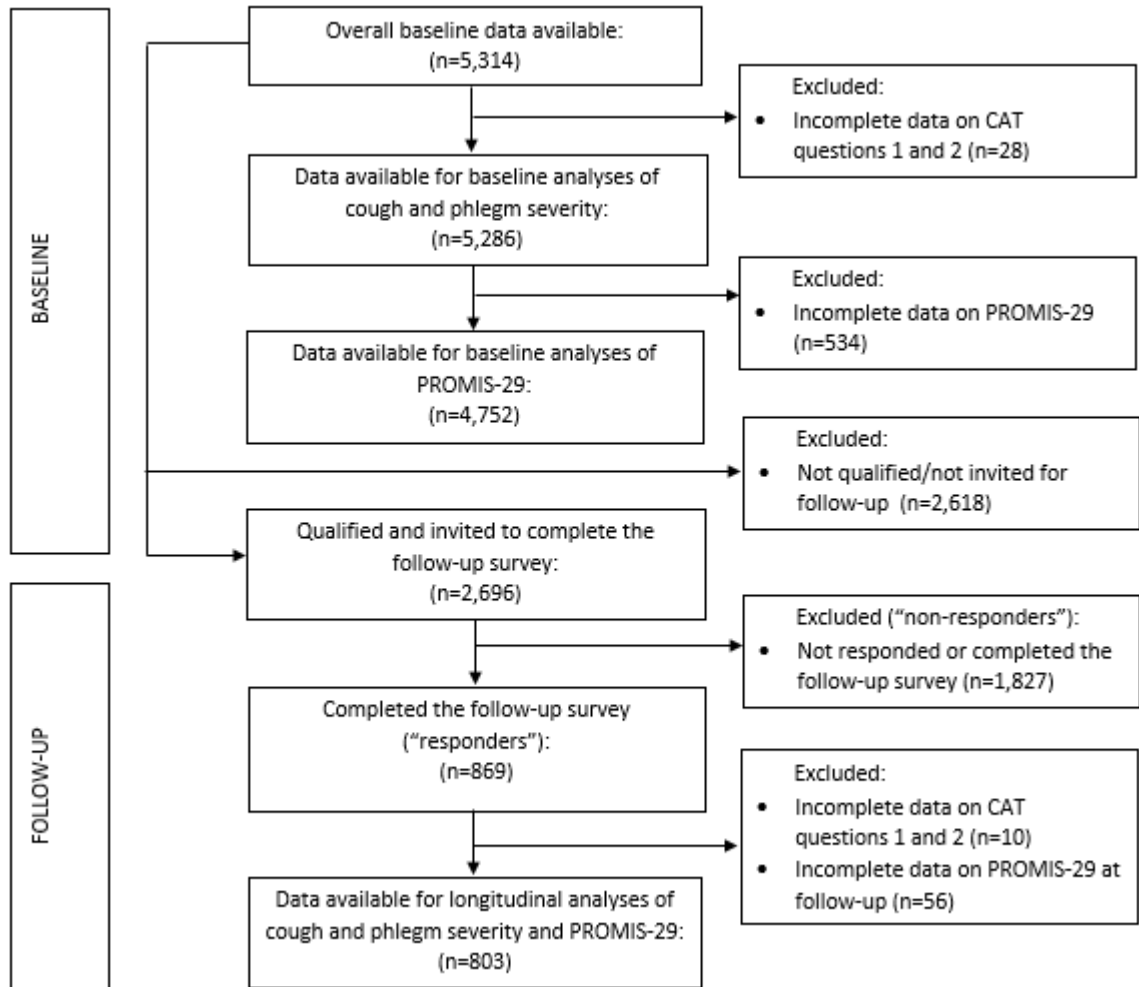 BASELINE
Overall baseline data available:
(n=5,314)
Excluded:
• Incomplete data on CAT
questions 1 and 2 (n=28)
Data available for baseline analyses of
cough and phlegm severity:
(n=5,286)
Excluded:
• Incomplete data on PROMIS-29
(n=534)
Data available for baseline analyses of
PROMIS-29:
(n=4,752)
Excluded:
• Not qualified/not invited for
follow-up (n=2,618)
Qualified and invited to complete the
follow-up survey:
(n=2,696)
FOLLOW-UP
Excluded (“non-responders”):
• Not responded or completed the
follow-up survey (n=1,827)
Completed the follow-up survey
(“responders”):
(n=869)
Excluded:
• Incomplete data on CAT
questions 1 and 2 (n=10)
• Incomplete data on PROMIS-29 at
follow-up (n=56)
Data available for longitudinal analyses of
cough and phlegm severity and PROMIS-29:
(n=803)